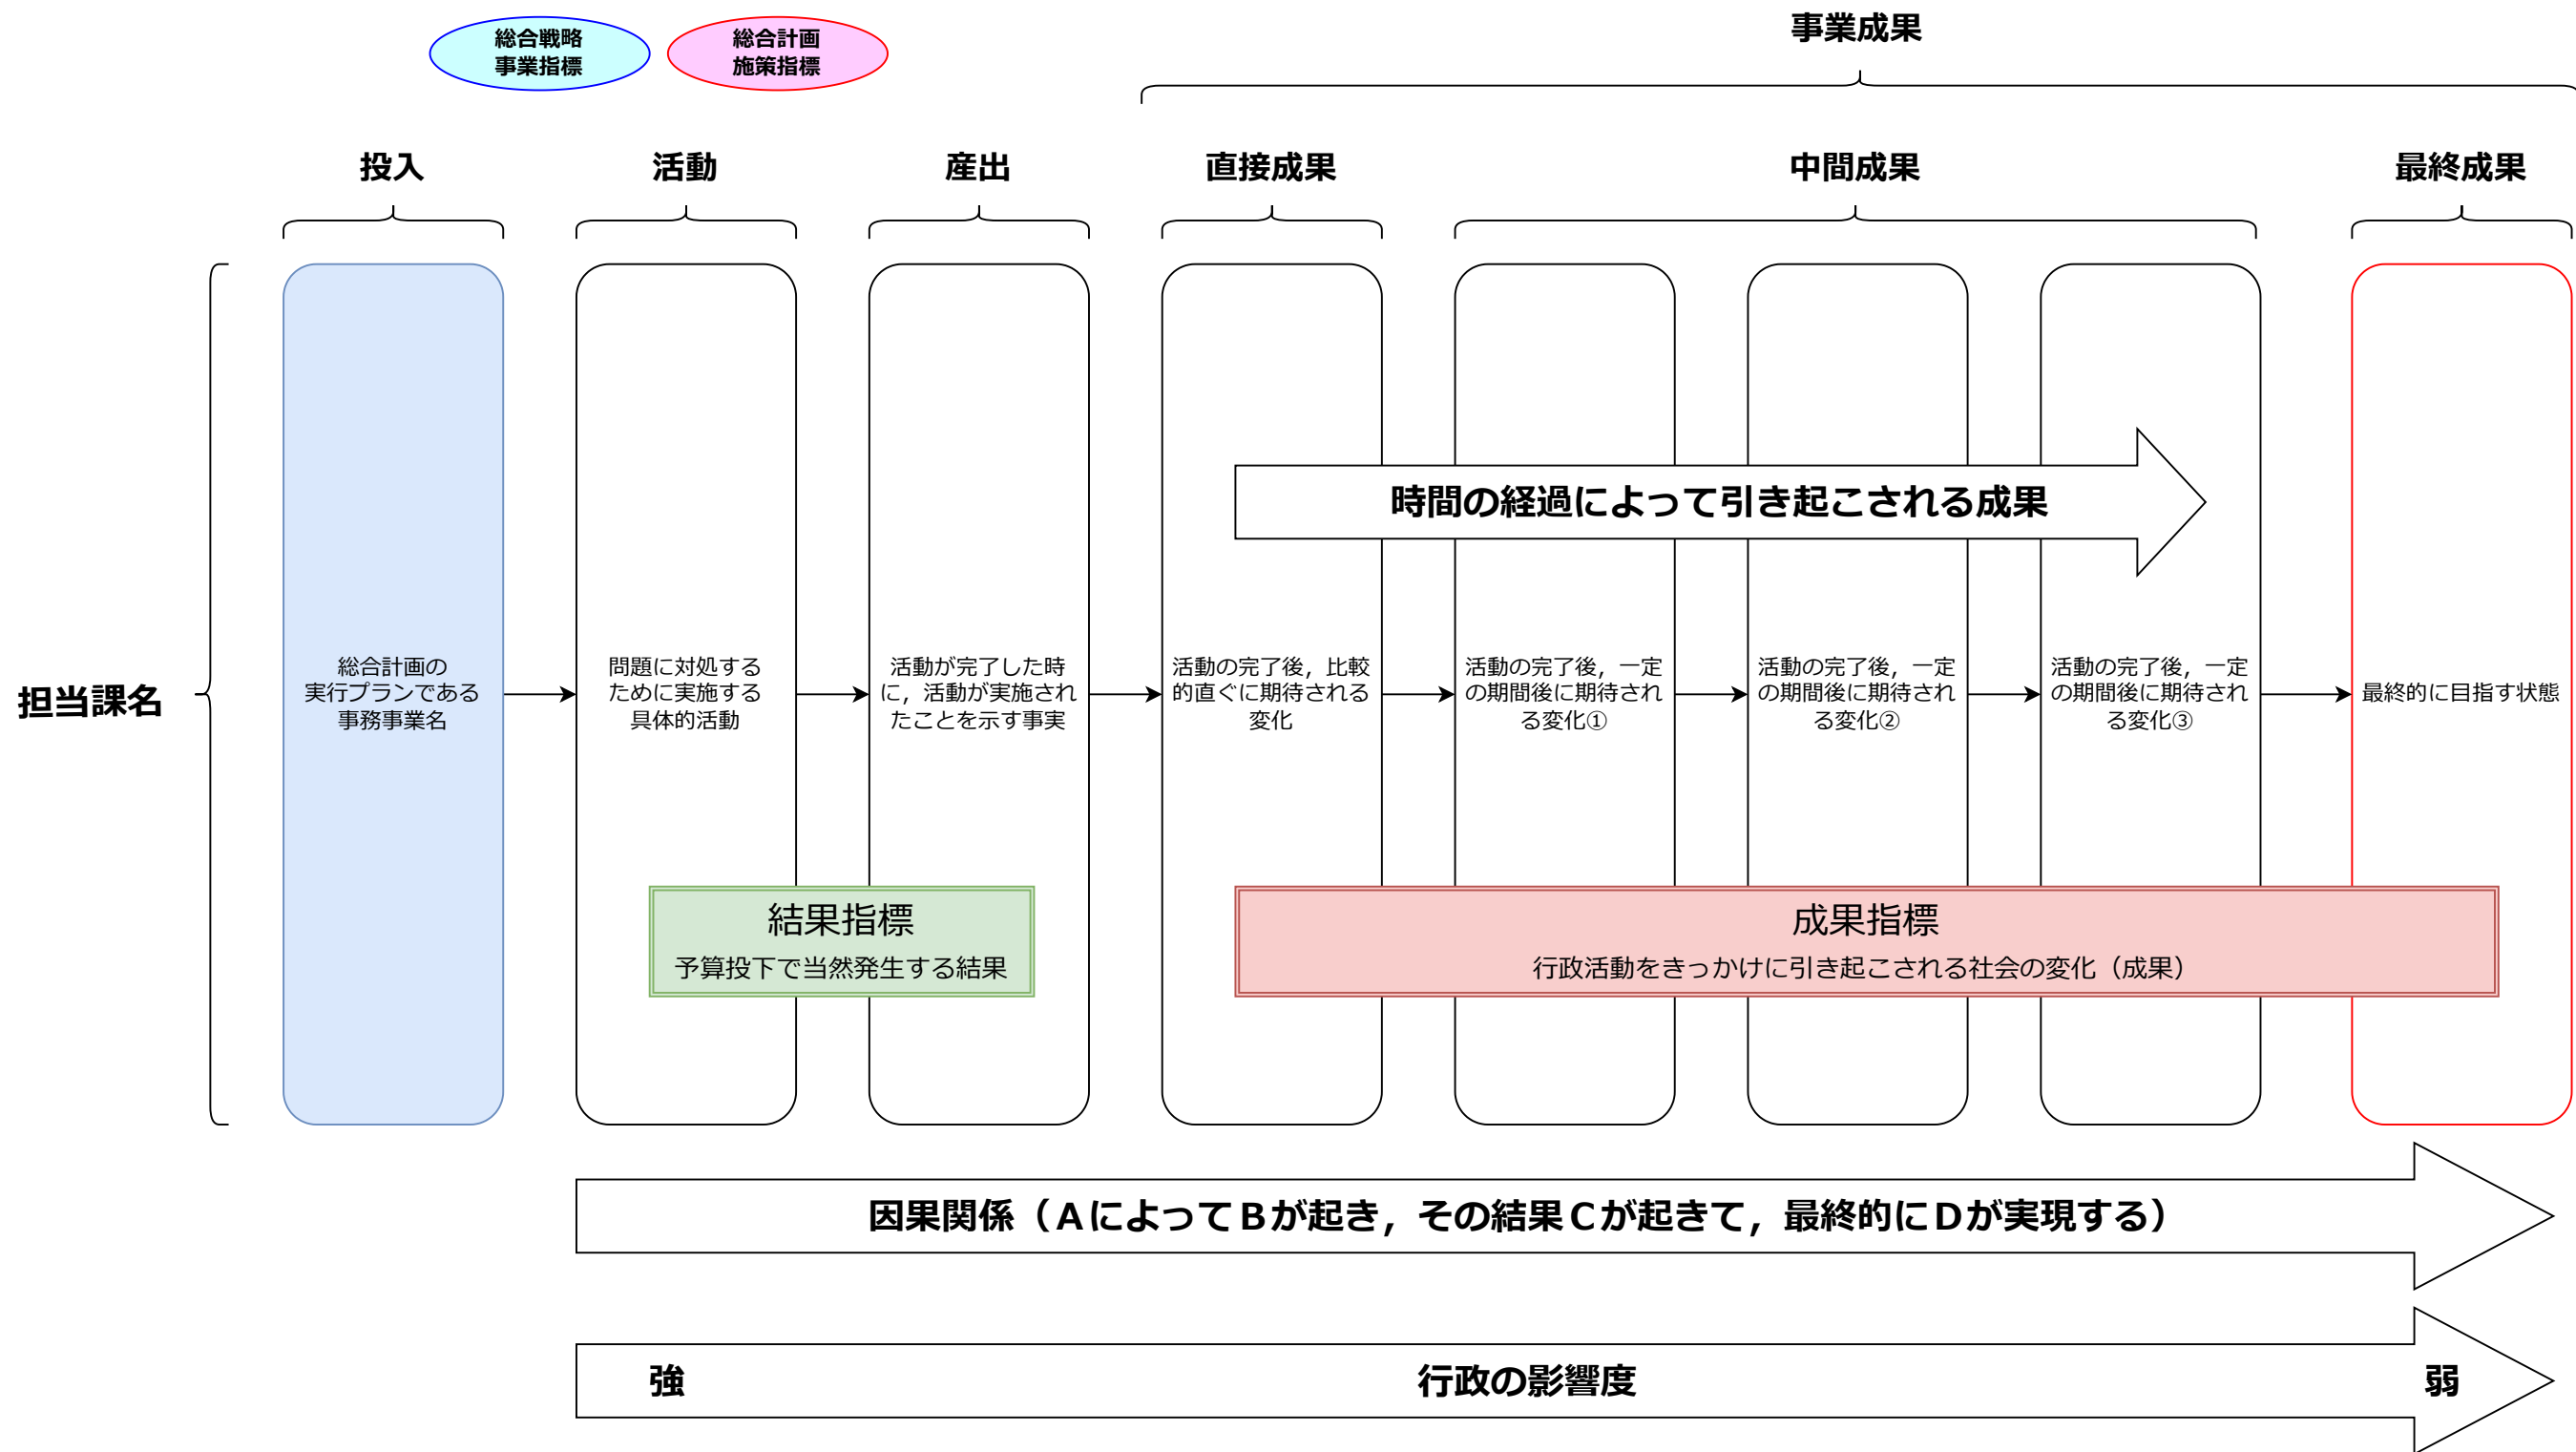 総合戦略
事業指標
総合計画
施策指標
事業成果
投入
活動
産出
直接成果
中間成果
最終成果
時間の経過によって引き起こされる成果
担当課名
総合計画の
実行プランである
事務事業名
問題に対処する
ために実施する
具体的活動
活動が完了した時
に，活動が実施され
たことを示す事実
活動の完了後，比較
的直ぐに期待される
変化
活動の完了後，一定
の期間後に期待され
る変化①
活動の完了後，一定
の期間後に期待され
る変化②
活動の完了後，一定
の期間後に期待され
る変化③
最終的に目指す状態
結果指標
予算投下で当然発生する結果
成果指標
行政活動をきっかけに引き起こされる社会の変化（成果）
因果関係（ＡによってＢが起き，その結果Ｃが起きて，最終的にＤが実現する）
強
行政の影響度
弱